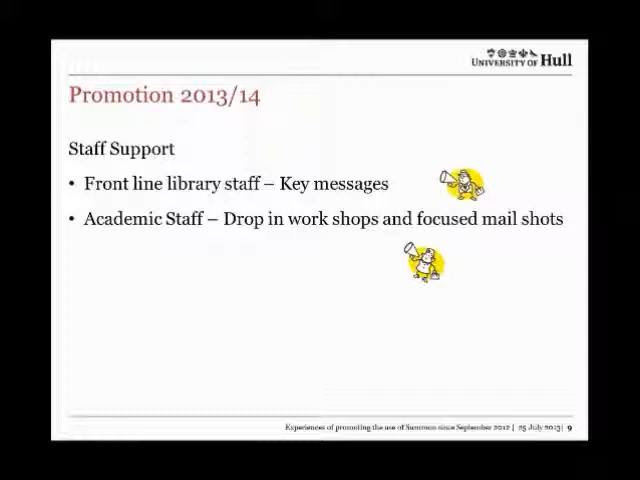 UNIVERSITY OF Hull
Promotion 2013/14
Staff Support
• Front line library staff – Key messages
• Academic Staff – Drop in work shops and focused mail shots
Experiences of promoting the use of Summon since September 2012 | 25 July 2013 | 9